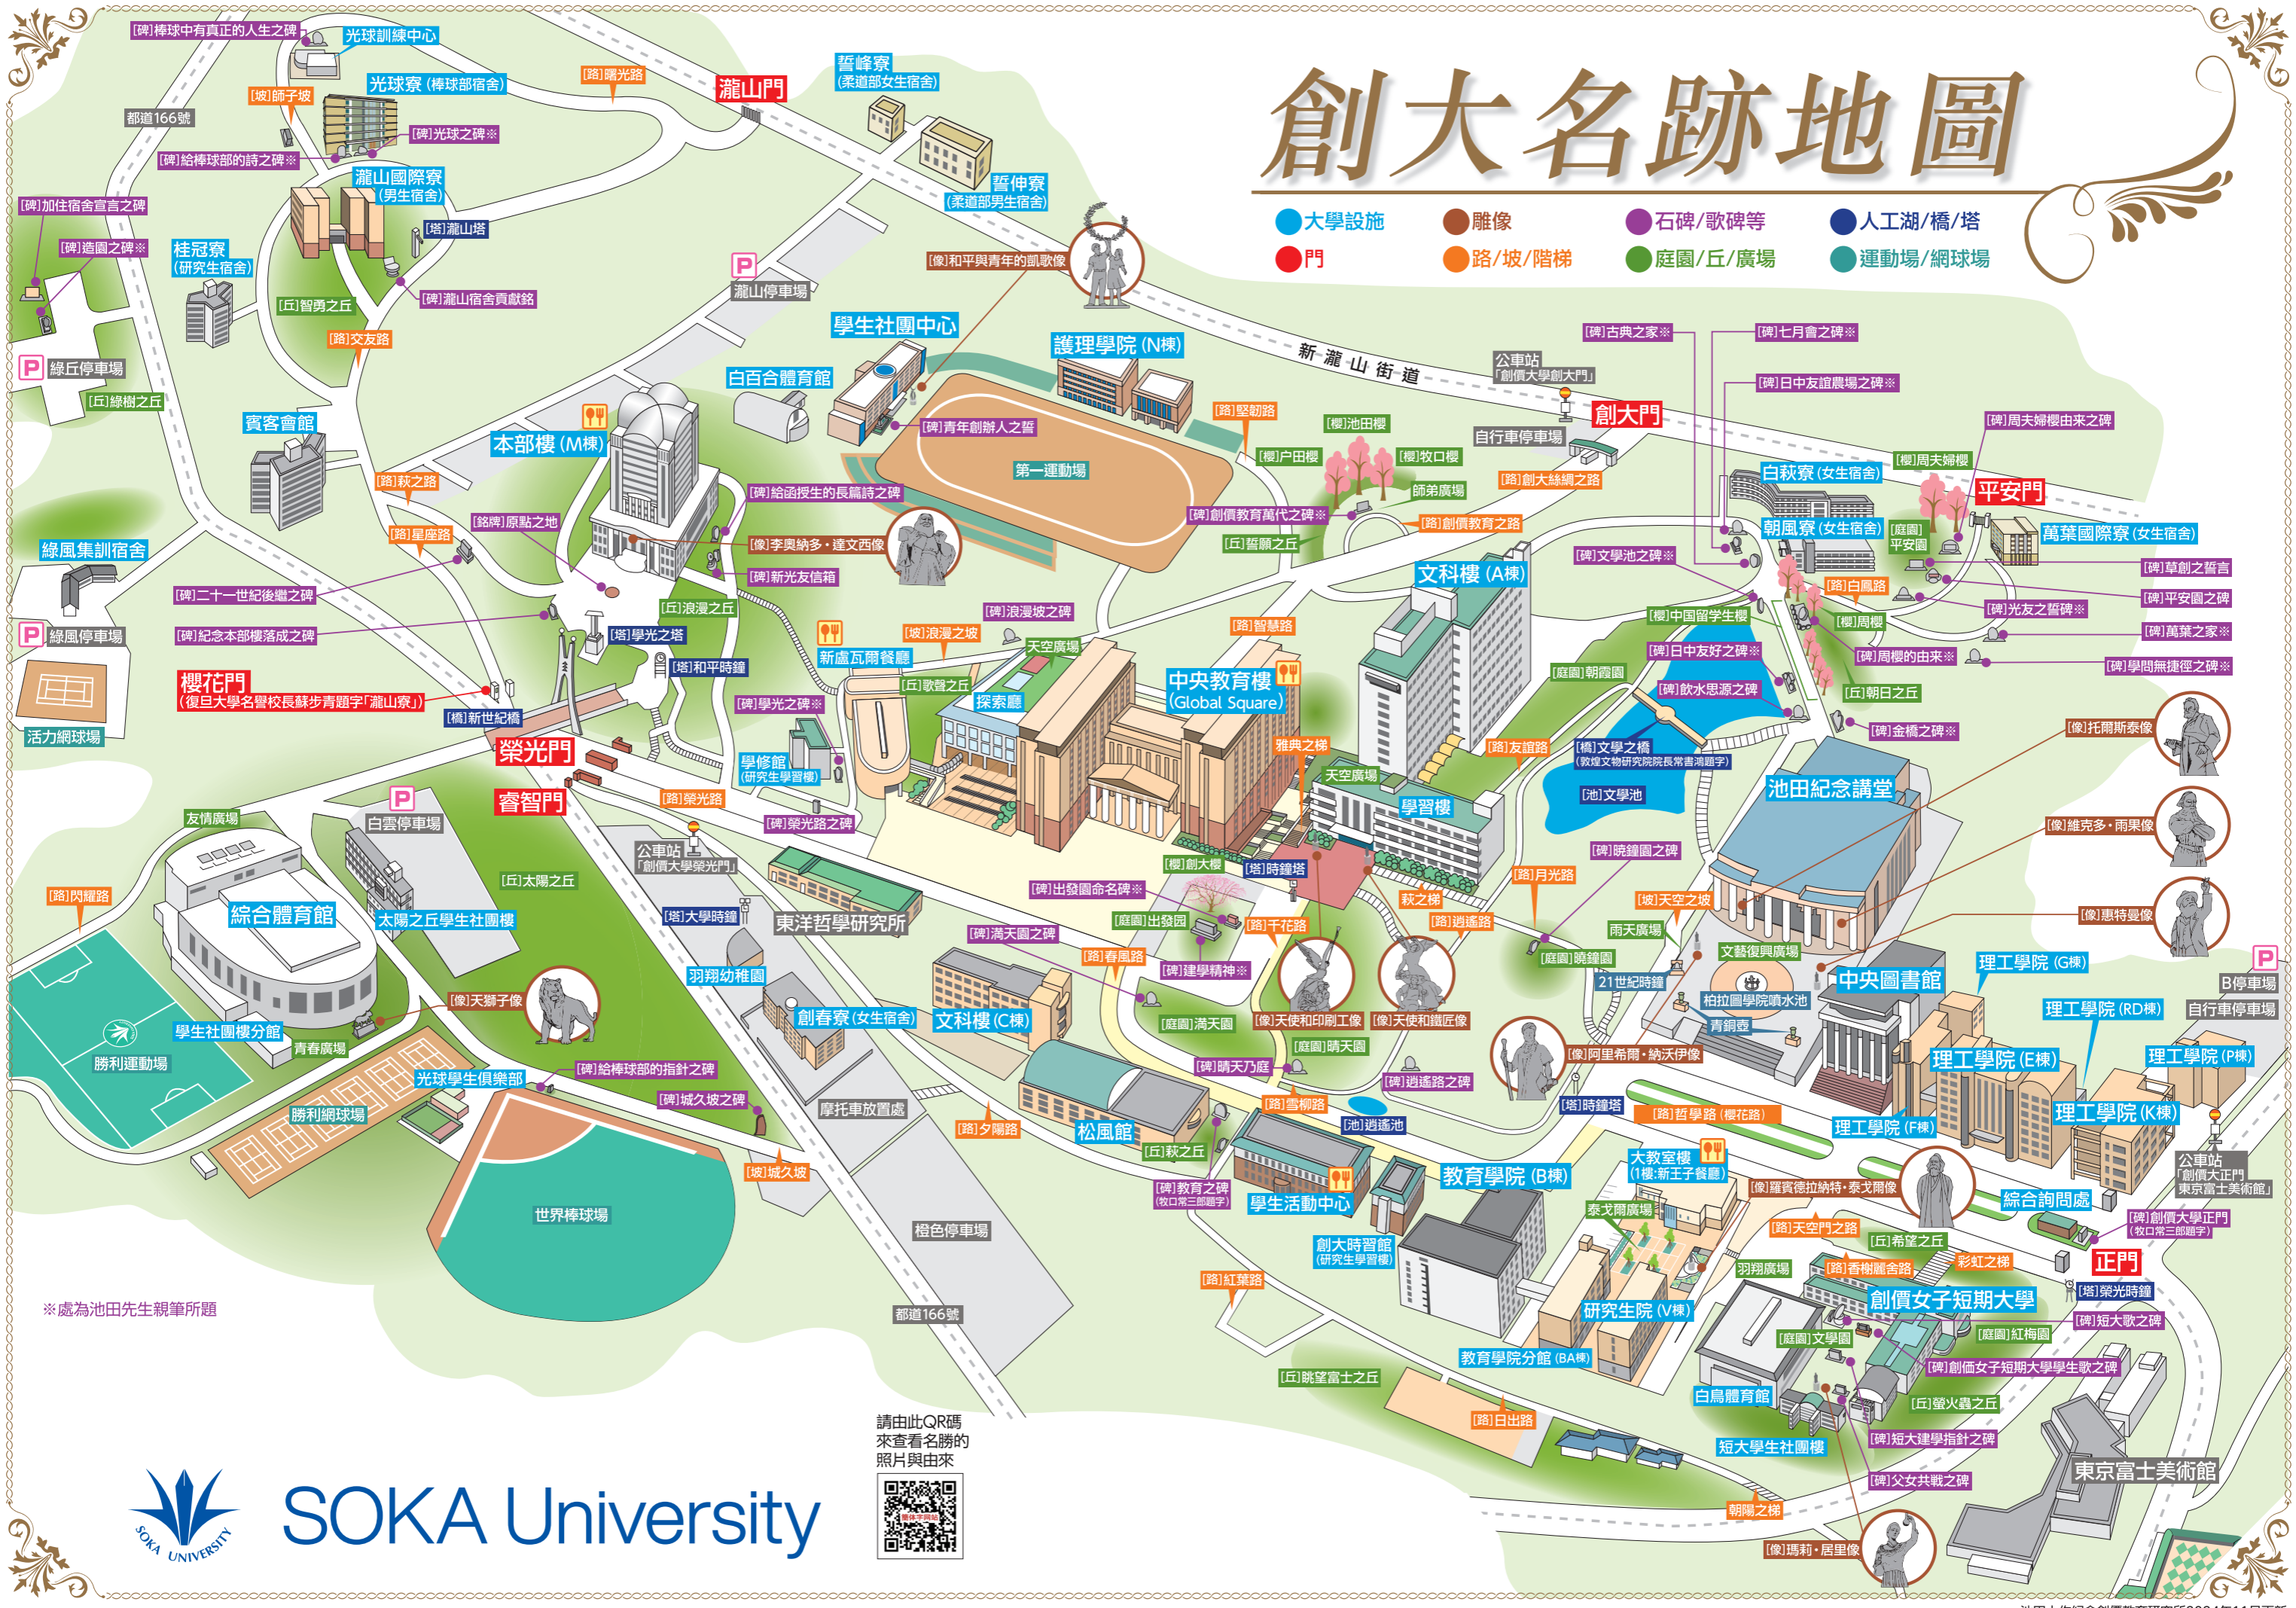 創大名跡地圖
大學設施
雕像
石碑/歌碑等
人工湖/橋/塔
門
路/坡/階梯
庭園/丘/廣場
運動場/網球場
[碑]棒球中有真正的人生之碑
光球訓練中心
[坡]師子坡
光球寮(棒球部宿舍)
都道166號
[碑]光球之碑※
[碑]給棒球部的詩之碑※
[路]曙光路
瀧山門
誓峰寮
(柔道部女生宿舍)
誓伸寮
(柔道部男生宿舍)
瀧山國際寮
(男生宿舍)
[碑]加住宿舍宣言之碑
[碑]造園之碑※
桂冠寮
(研究生宿舍)
[塔]瀧山塔
[丘]智勇之丘
[碑]瀧山宿舍貢獻銘
[路]交友路
P
綠丘停車場
[丘]綠樹之丘
P
瀧山停車場
[像]和平與青年的凱歌像
學生社團中心
護理學院(N棟)
白百合體育館
[碑]青年創辦人之誓
第一運動場
[路]堅韌路
新瀧山街道
公車站
「創價大學創大門」
創大門
自行車停車場
[路]創大絲綢之路
[櫻]池田櫻
[櫻]户田櫻
[櫻]牧口櫻
師弟廣場
[碑]創價教育萬代之碑※
[路]創價教育之路
[丘]誓願之丘
[碑]古典之家※
[碑]七月會之碑※
[碑]日中友誼農場之碑※
[碑]周夫婦櫻由来之碑
白萩寮(女生宿舍)
[櫻]周夫婦櫻
平安門
朝風寮(女生宿舍)
[庭園]
平安園
萬葉國際寮(女生宿舍)
[碑]文學池之碑※
[路]白鳳路
[碑]草創之誓言
[碑]平安園之碑
[碑]光友之誓碑※
[碑]萬葉之家※
[碑]學問無捷徑之碑※
[櫻]中国留学生櫻
[櫻]周櫻
[碑]周櫻的由来※
[碑]日中友好之碑※
[碑]飲水思源之碑
[丘]朝日之丘
[碑]金橋之碑※
賓客會館
本部樓(M棟)
[路]萩之路
[路]星座路
[銘牌]原點之地
[碑]給函授生的長篇詩之碑
[像]李奧納多・達文西像
[碑]新光友信箱
[丘]浪漫之丘
綠風集訓宿舍
P
綠風停車場
活力網球場
[碑]二十一世紀後繼之碑
[碑]紀念本部樓落成之碑
[塔]學光之塔
[塔]和平時鐘
櫻花門
(復旦大學名譽校長蘇步青題字「瀧山寮」)
[橋]新世紀橋
榮光門
睿智門
新盧瓦爾餐廳
[坡]浪漫之坡
[碑]浪漫坡之碑
天空廣場
[丘]歌聲之丘
探索廳
[碑]學光之碑※
學修館
(研究生學習樓)
[路]榮光路
[碑]榮光路之碑
[路]智慧路
中央教育樓
(Global Square)
文科樓(A棟)
雅典之梯
天空廣場
學習樓
[庭園]朝霞園
[路]友誼路
[橋]文學之橋
(敦煌文物研究院院長常書鴻題字)
[池]文學池
池田紀念講堂
[像]托爾斯泰像
[像]維克多・雨果像
[像]惠特曼像
友情廣場
P
白雲停車場
[路]閃耀路
綜合體育館
太陽之丘學生社團樓
[丘]太陽之丘
公車站
「創價大學榮光門」
[塔]大學時鐘
羽翔幼稚園
東洋哲學研究所
[碑]出發園命名碑※
[櫻]創大櫻
[塔]時鐘塔
[庭園]出發园
[路]千花路
[碑]建學精神※
[路]春風路
[碑]滿天園之碑
[庭園]満天園
萩之梯
[路]逍遙路
[路]月光路
[碑]曉鐘園之碑
[庭園]曉鐘園
[坡]天空之坡
雨天廣場
文藝復興廣場
21世紀時鐘
柏拉圖學院噴水池
青銅壺
中央圖書館
理工學院(G棟)
理工學院(RD棟)
P
B停車場
自行車停車場
理工學院(E棟)
理工學院(P棟)
理工學院(K棟)
理工學院(F棟)
學生社團樓分館
[像]天獅子像
青春廣場
勝利運動場
勝利網球場
光球學生俱樂部
[碑]給棒球部的指針之碑
[碑]城久坡之碑
[坡]城久坡
世界棒球場
創春寮(女生宿舍)
文科樓(C棟)
摩托車放置處
[路]夕陽路
松風館
[丘]萩之丘
[像]天使和印刷工像
[像]天使和鐵匠像
[庭園]晴天園
[碑]晴天乃庭
[路]雪柳路
[碑]逍遙路之碑
[池]逍遙池
[像]阿里希爾・納沃伊像
[塔]時鐘塔
[路]哲學路(櫻花路)
[碑]教育之碑
(牧口常三郎題字)
學生活動中心
創大時習館
(研究生學習樓)
教育學院(B棟)
大教室樓
(1樓:新王子餐廳)
泰戈爾廣場
[像]羅賓德拉納特・泰戈爾像
[路]天空門之路
綜合詢問處
公車站
「創價大正門
東京富士美術館」
[碑]創價大學正門
(牧口常三郎題字)
正門
[塔]榮光時鐘
[丘]希望之丘
彩虹之梯
羽翔廣場
[路]香榭麗舍路
創價女子短期大學
[碑]短大歌之碑
[庭園]文學園
[庭園]紅梅園
[碑]創価女子短期大學學生歌之碑
[丘]螢火蟲之丘
[碑]短大建學指針之碑
[碑]父女共戦之碑
白鳥體育館
短大學生社團樓
研究生院(V棟)
教育學院分館(BA棟)
橙色停車場
都道166號
[路]紅葉路
[丘]眺望富士之丘
[路]日出路
朝陽之梯
[像]瑪莉・居里像
東京富士美術館
※處為池田先生親筆所題
請由此QR碼
來查看名勝的
照片與由來
簡体字网站
SOKA UNIVERSITY
SOKA University